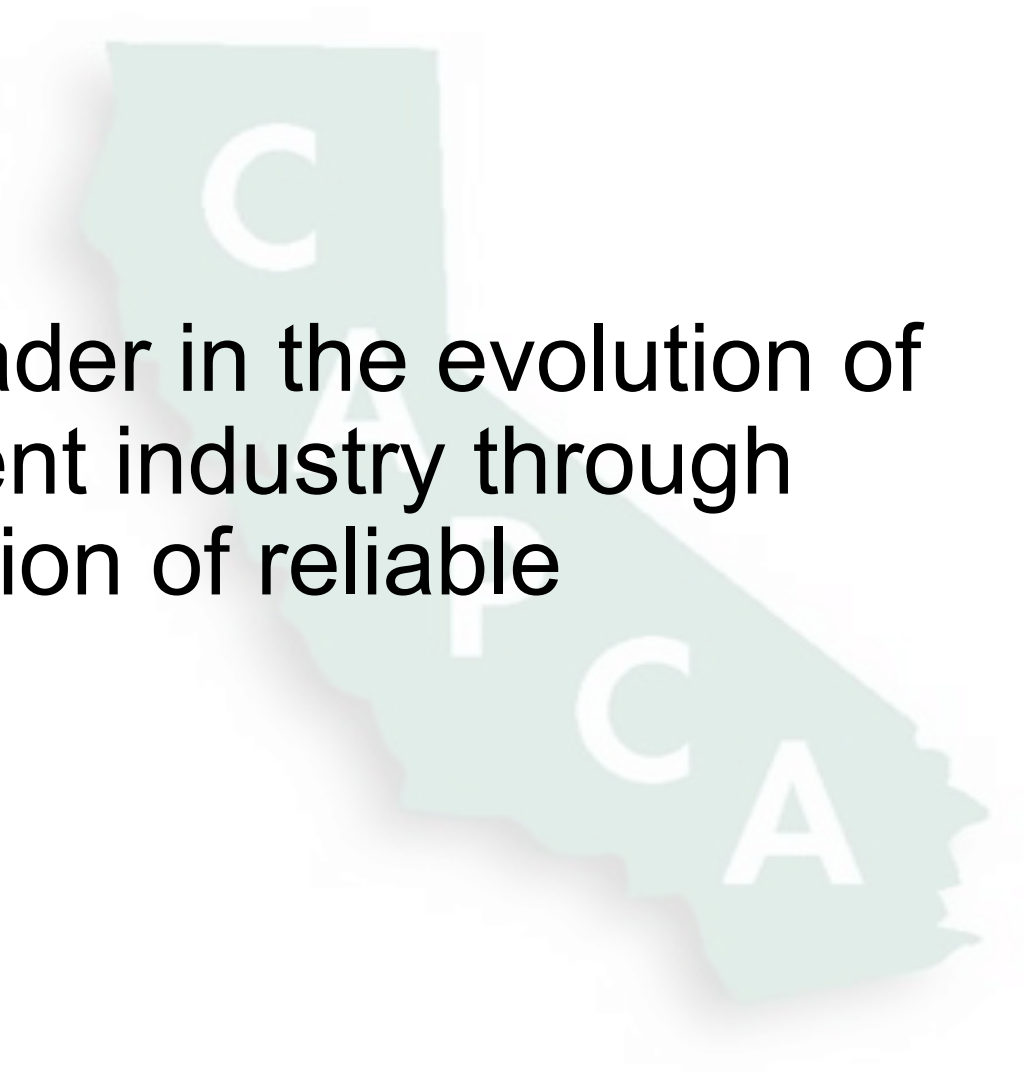 C
A
ader in the evolution of
ent industry through
ion of reliable
P
C
A